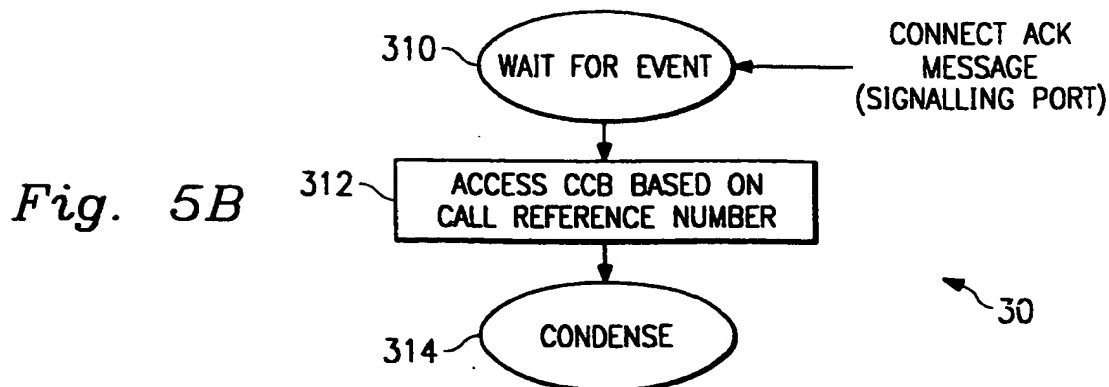 310
WAIT FOR EVENT
CONNECT ACK
MESSAGE
(SIGNALLING PORT)
Fig. 5B
312
ACCESS CCB BASED ON
CALL REFERENCE NUMBER
314
CONDENSE
30